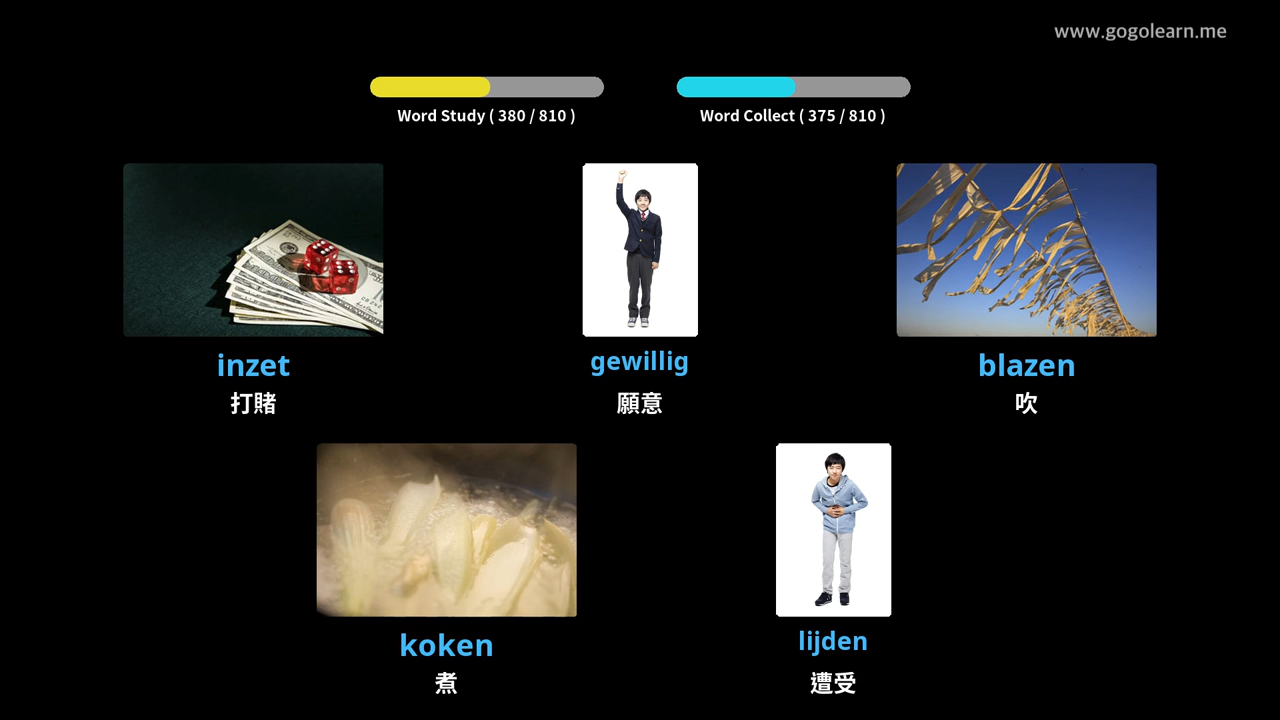 www.gogolearn.me
Word Study ( 380 / 810 )
Word Collect ( 375 / 810 )
inzet
打賭
gewillig
願意
blazen
吹
koken
煮
lijden
遭受